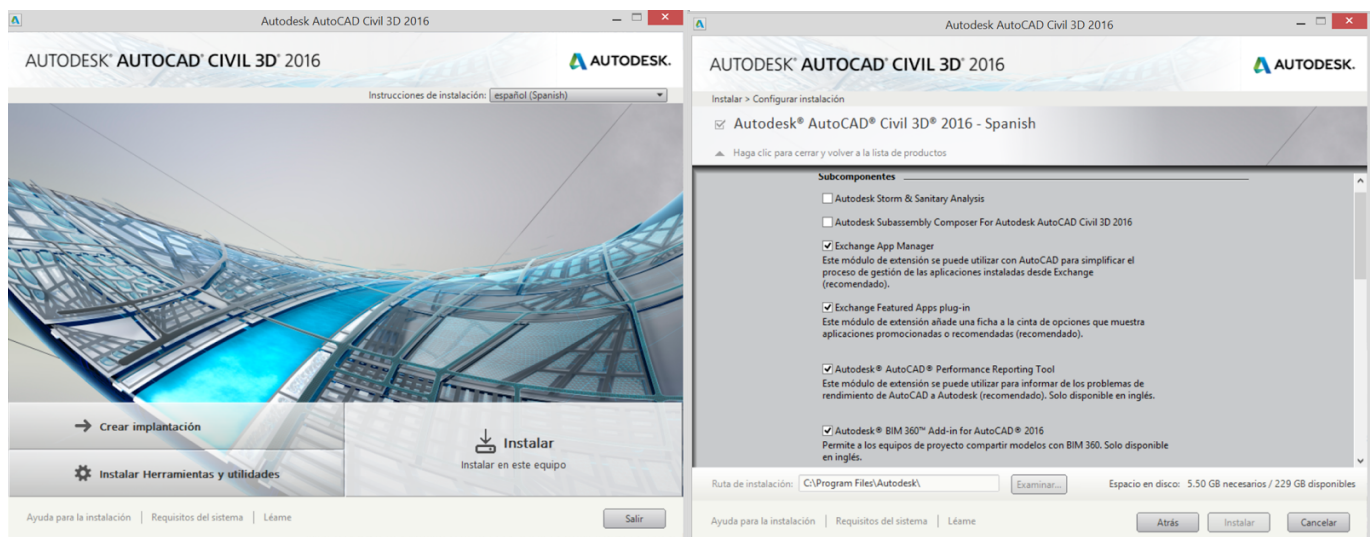 Autodesk AutoCAD Civil 3D 2016
AUTODESK® AUTOCAD® CIVIL 3D® 2016
AUTODESK.
Instrucciones de instalación: español (Spanish)
Crear implantación
Instalar Herramientas y utilidades
Instalar
Instalar en este equipo
Ayuda para la instalación | Requisitos del sistema | Léame
Salir
Autodesk AutoCAD Civil 3D 2016
AUTODESK® AUTOCAD® CIVIL 3D® 2016
AUTODESK.
Instalar > Configurar instalación
Autodesk® AutoCAD® Civil 3D® 2016 - Spanish
Haga clic para cerrar y volver a la lista de productos
Subcomponentes
Autodesk Storm & Sanitary Analysis
Autodesk Subassembly Composer For Autodesk AutoCAD Civil 3D 2016
Exchange App Manager
Este módulo de extensión se puede utilizar con AutoCAD para simplificar el
proceso de gestión de las aplicaciones instaladas desde Exchange
(recomendado).
Exchange Featured Apps plug-in
Este módulo de extensión añade una ficha a la cinta de opciones que muestra
aplicaciones promocionadas o recomendadas (recomendado).
Autodesk® AutoCAD® Performance Reporting Tool
Este módulo de extensión se puede utilizar para informar de los problemas de
rendimiento de AutoCAD a Autodesk (recomendado). Solo disponible en inglés.
Autodesk® BIM 360™ Add-in for AutoCAD® 2016
Permite a los equipos de proyecto compartir modelos con BIM 360. Solo disponible
en inglés.
Ruta de instalación: C:\Program Files\Autodesk\ Examinar... Espacio en disco: 5.50 GB necesarios / 229 GB disponibles
Ayuda para la instalación | Requisitos del sistema | Léame
Atrás Instalar Cancelar